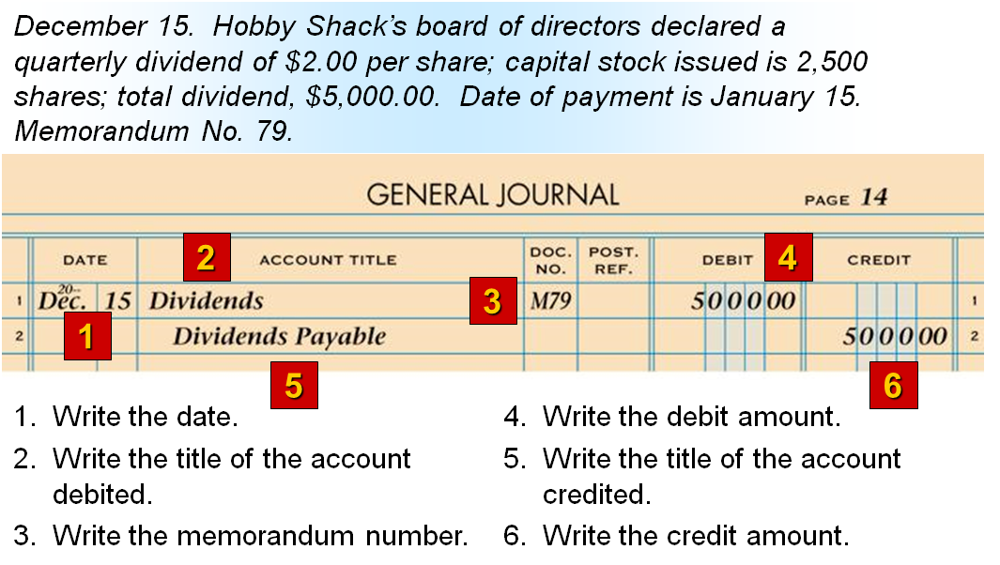 December 15. Hobby Shack's board of directors declared a
quarterly dividend of $2.00 per share; capital stock issued is 2,500
shares; total dividend, $5,000.00. Date of payment is January 15.
Memorandum No. 79.
GENERAL JOURNAL PAGE 14
DATE 2 ACCOUNT TITLE DOC. NO. POST. REF. DEBIT 4 CREDIT
1 20-- Dec. 15 Dividends 3 M79 5000 00 1
2 1 Dividends Payable 5000 00 2
5 6
1. Write the date.
2. Write the title of the account
debited.
3. Write the memorandum number.
4. Write the debit amount.
5. Write the title of the account
credited.
6. Write the credit amount.